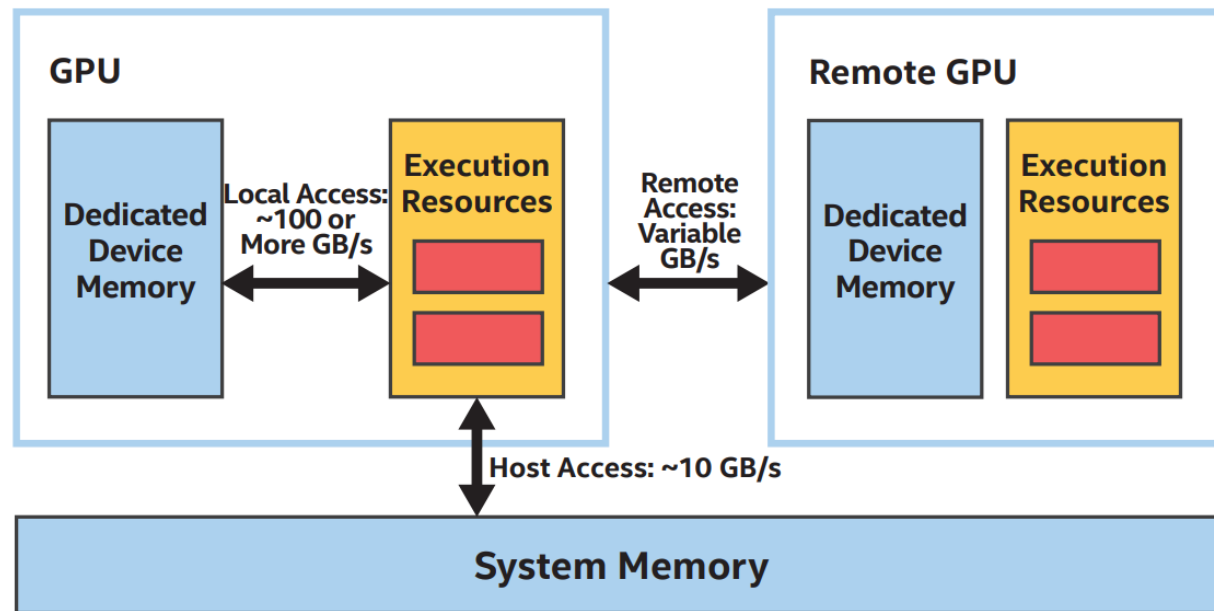 GPU
Dedicated
Device
Memory
Local Access:
~100 or
More GB/s
Execution
Resources
Remote
Access:
Variable
GB/s
Remote GPU
Dedicated
Device
Memory
Execution
Resources
Host Access: ~10 GB/s
System Memory